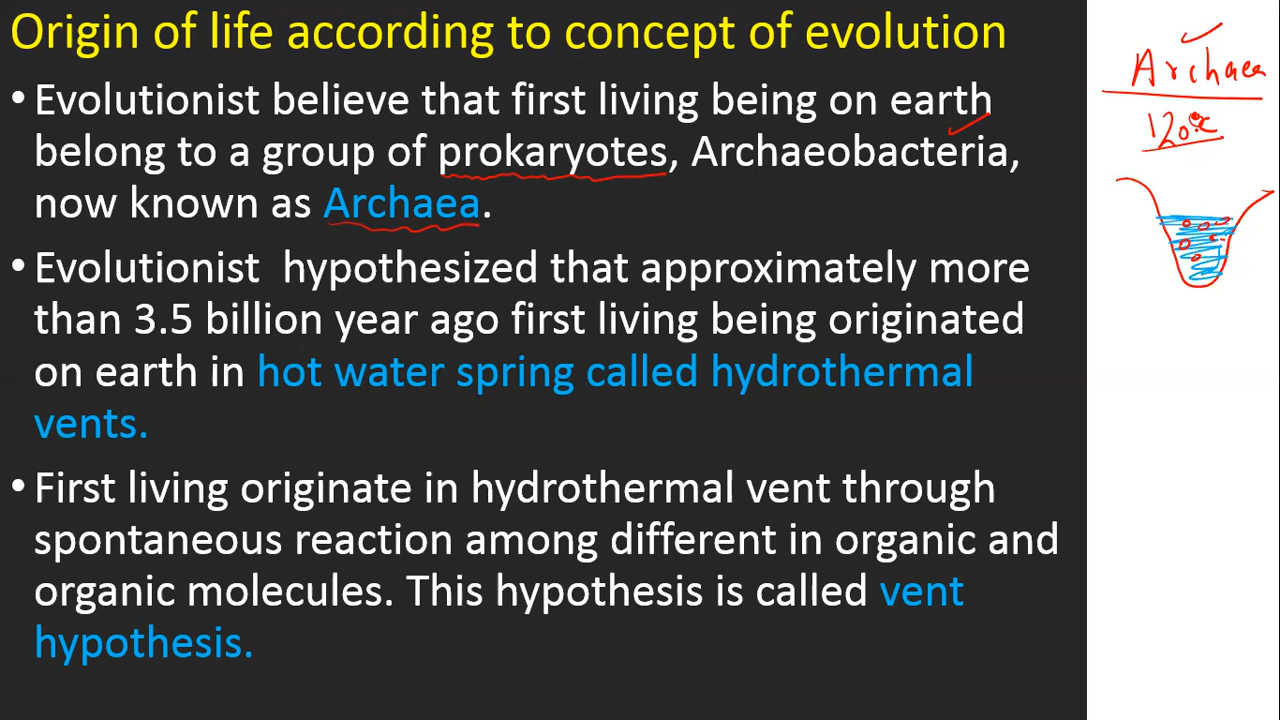 Origin of life according to concept of evolution
• Evolutionist believe that first living being on earth
belong to a group of prokaryotes, Archaeobacteria,
now known as Archaea.
• Evolutionist hypothesized that approximately more
than 3.5 billion year ago first living being originated
on earth in hot water spring called hydrothermal
vents.
• First living originate in hydrothermal vent through
spontaneous reaction among different in organic and
organic molecules. This hypothesis is called vent
hypothesis.
Archaea
120°C